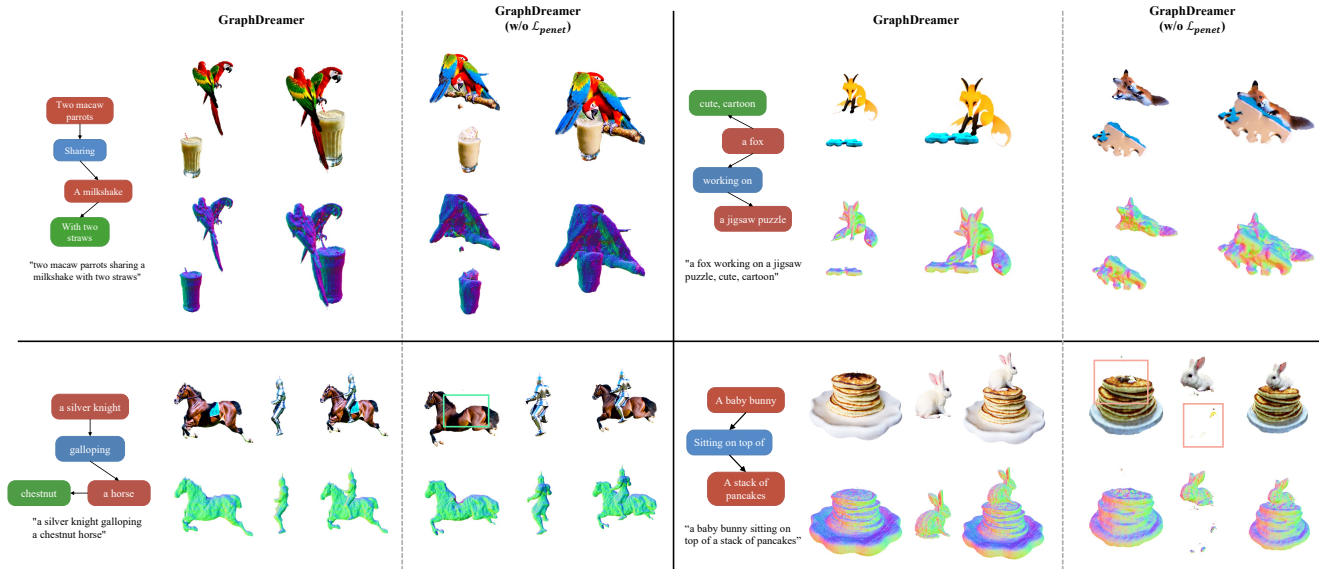 GraphDreamer
GraphDreamer
(w/o ℒpenet)
Two macaw
parrots
Sharing
A milkshake
With two
straws
"two macaw parrots sharing a
milkshake with two straws"
GraphDreamer
GraphDreamer
(w/o ℒpenet)
cute, cartoon
a fox
working on
a jigsaw puzzle
"a fox working on a jigsaw
puzzle, cute, cartoon"
a silver knight
galloping
chestnut
a horse
"a silver knight galloping
a chestnut horse"
A baby bunny
Sitting on top of
A stack of
pancakes
“a baby bunny sitting on
top of a stack of pancakes”